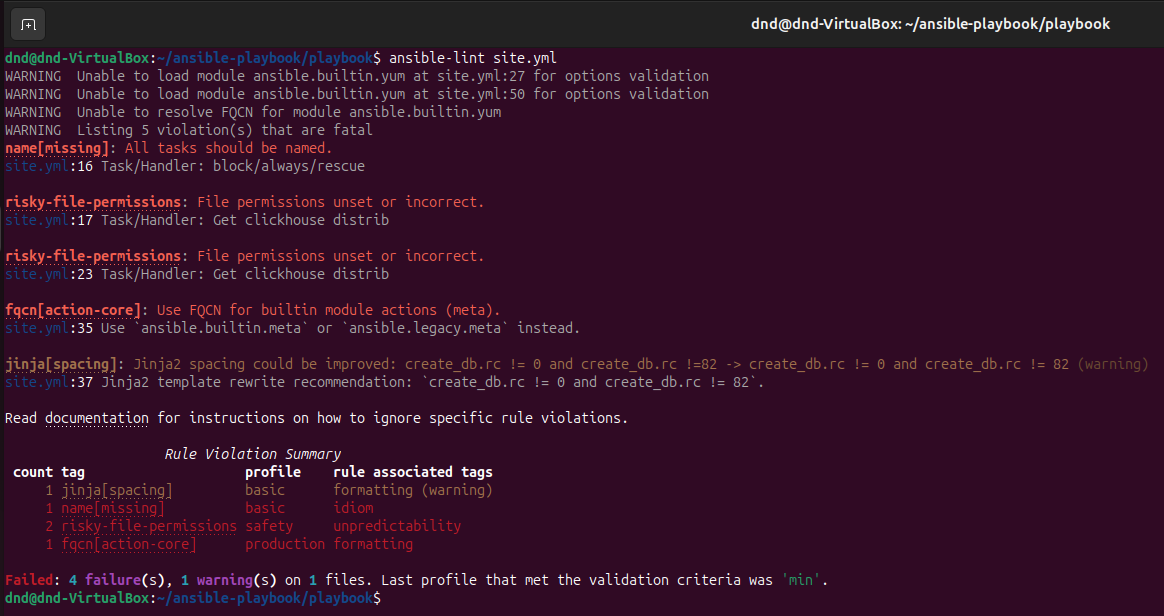 dnd@dnd-VirtualBox: ~/ansible-playbook/playbook
dnd@dnd-VirtualBox:~/ansible-playbook/playbook$ ansible-lint site.yml
WARNING  Unable to load module ansible.builtin.yum at site.yml:27 for options validation
WARNING  Unable to load module ansible.builtin.yum at site.yml:50 for options validation
WARNING  Unable to resolve FQCN for module ansible.builtin.yum
WARNING  Listing 5 violation(s) that are fatal
name[missing]: All tasks should be named.
site.yml:16 Task/Handler: block/always/rescue
risky-file-permissions: File permissions unset or incorrect.
site.yml:17 Task/Handler: Get clickhouse distrib
risky-file-permissions: File permissions unset or incorrect.
site.yml:23 Task/Handler: Get clickhouse distrib
fqcn[action-core]: Use FQCN for builtin module actions (meta).
site.yml:35 Use `ansible.builtin.meta` or `ansible.legacy.meta` instead.
jinja[spacing]: Jinja2 spacing could be improved: create_db.rc != 0 and create_db.rc !=82 -> create_db.rc != 0 and create_db.rc != 82 (warning)
site.yml:37 Jinja2 template rewrite recommendation: `create_db.rc != 0 and create_db.rc != 82`.
Read documentation for instructions on how to ignore specific rule violations.
Rule Violation Summary
count tag profile rule associated tags
1 jinja[spacing] basic formatting (warning)
1 name[missing] basic idiom
2 risky-file-permissions safety unpredictability
1 fqcn[action-core] production formatting
Failed: 4 failure(s), 1 warning(s) on 1 files. Last profile that met the validation criteria was 'min'.
dnd@dnd-VirtualBox:~/ansible-playbook/playbook$